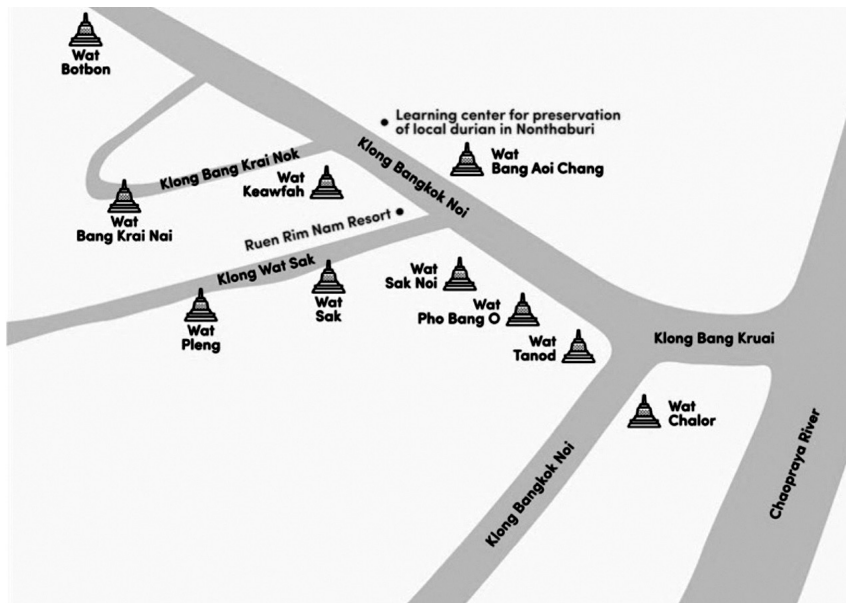 Wat
Botbon
Learning center for preservation
of local durian in Nonthaburi
Klong Bangkok Noi
Wat
Bang Aoi Chang
Klong Bang Krai Nok
Wat
Keawfah
Wat
Bang Krai Nai
Ruen Rim Nam Resort
Klong Wat Sak
Wat
Sak Noi
Wat
Sak
Wat
Pleng
Wat
Pho Bang O
Wat
Tanod
Klong Bang Kruai
Wat
Chalor
Klong Bangkok Noi
Chaopraya River